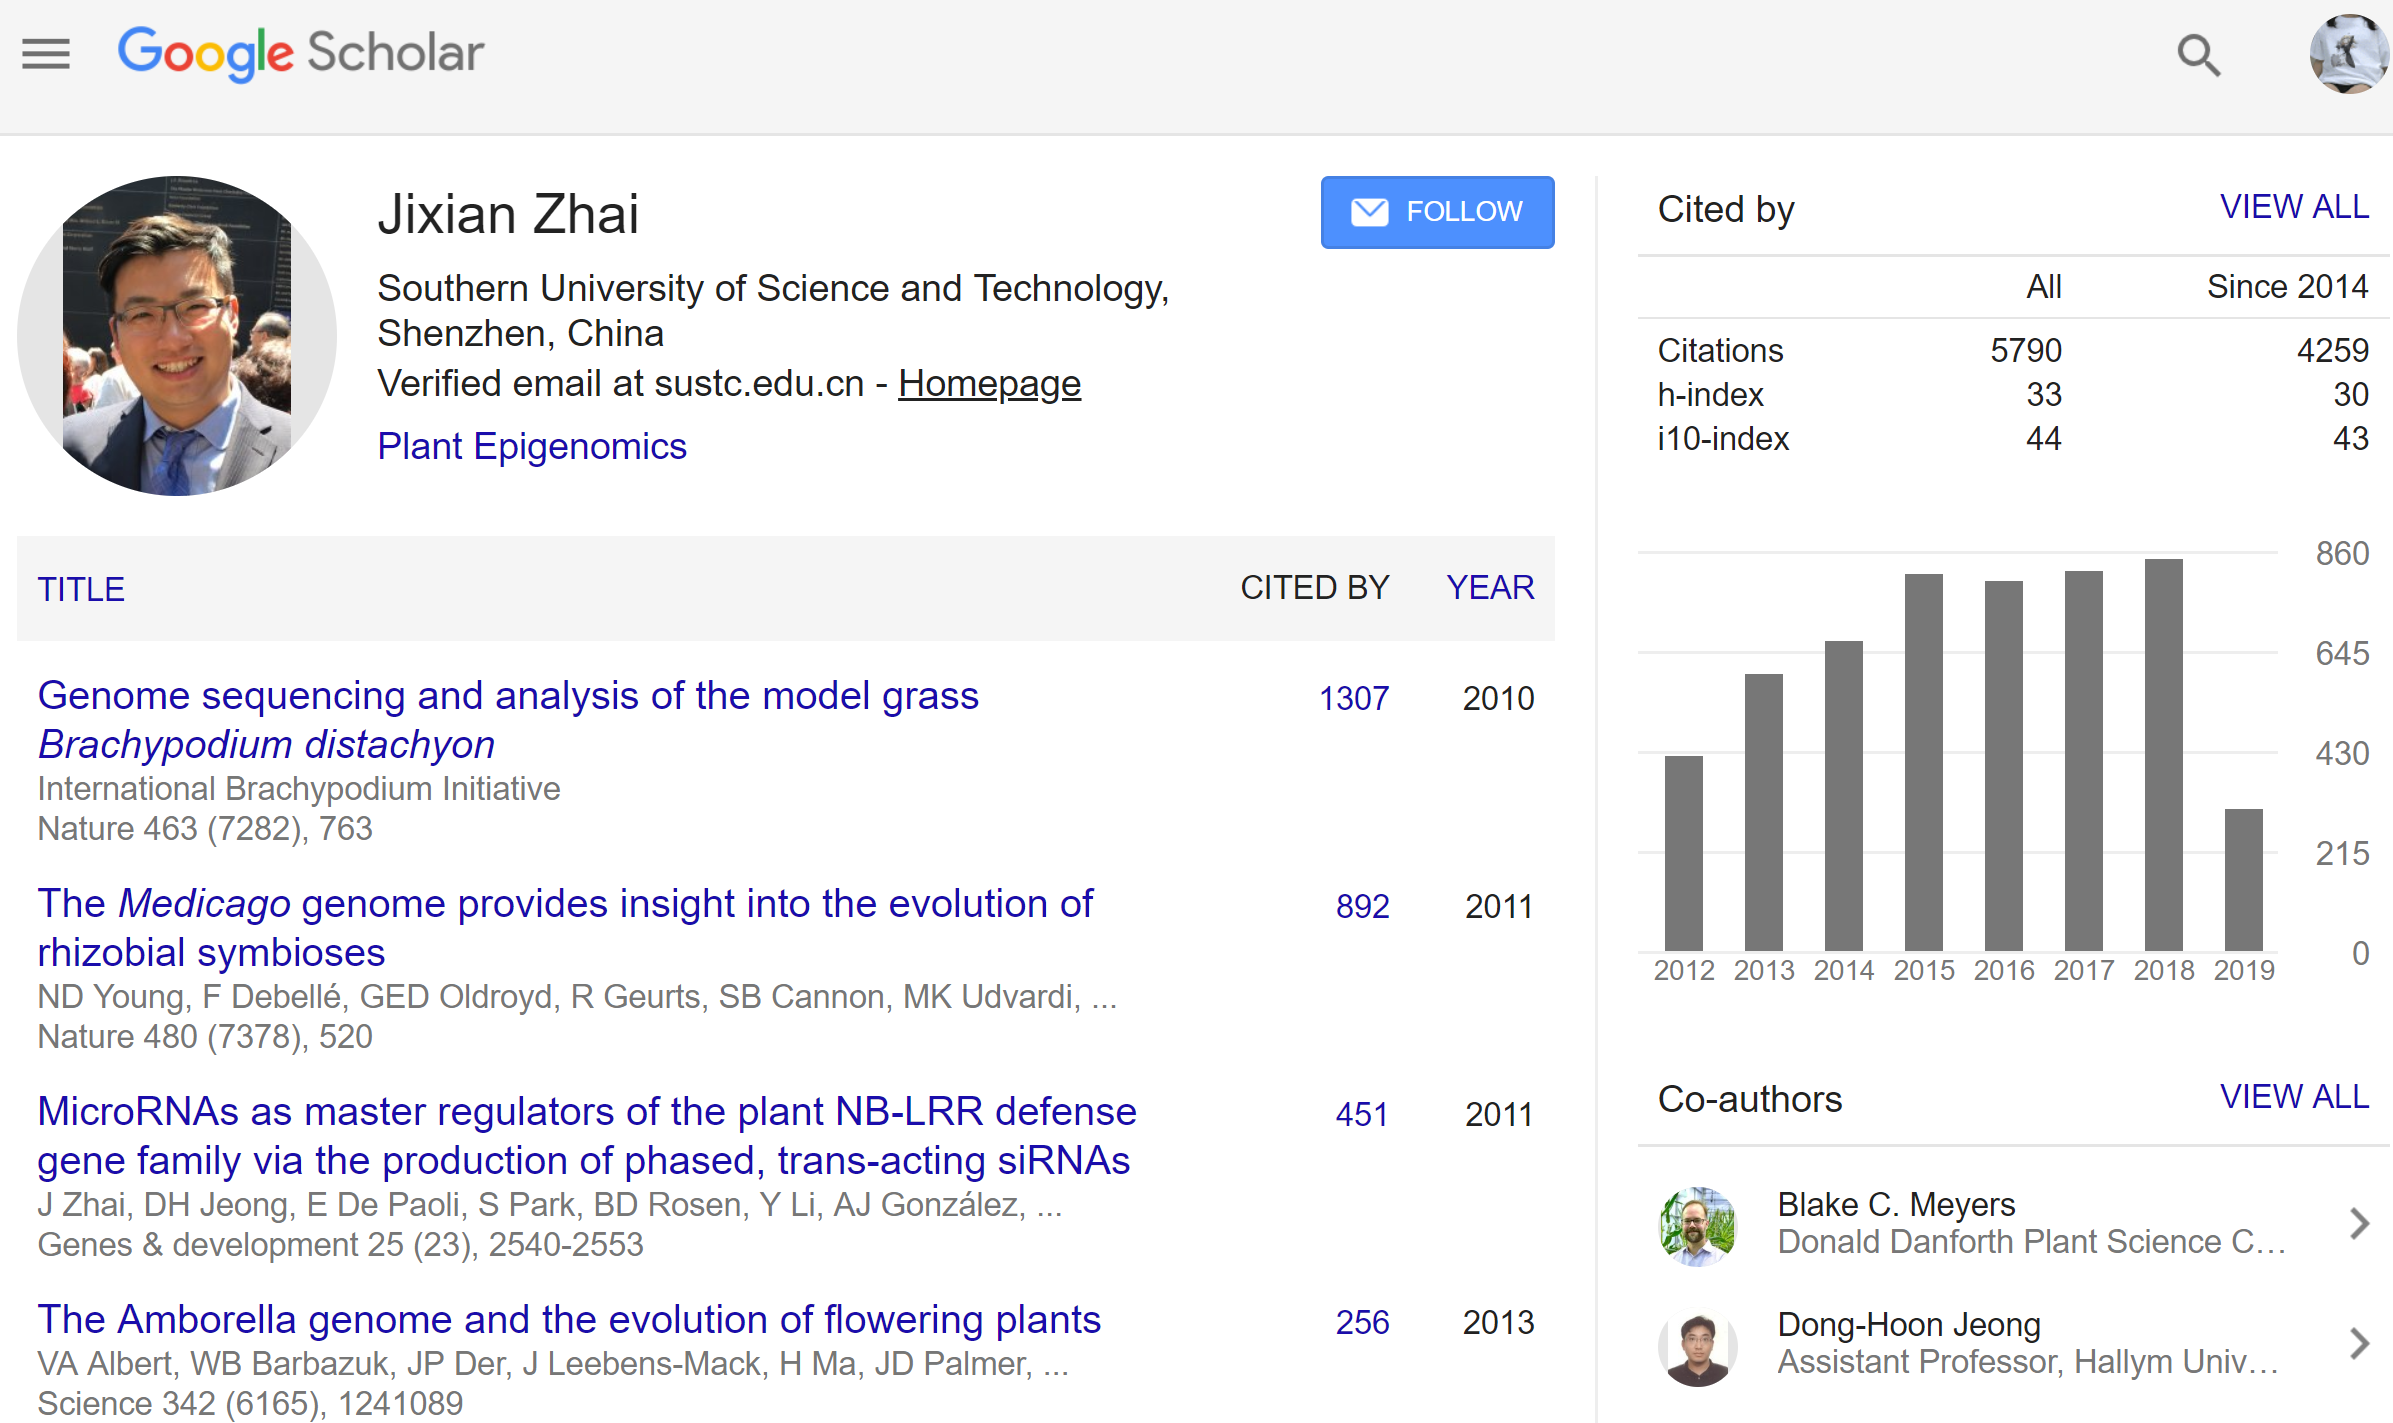 Google Scholar
Jixian Zhai
FOLLOW
Southern University of Science and Technology,
Shenzhen, China
Verified email at sustc.edu.cn - Homepage
Plant Epigenomics
TITLE CITED BY YEAR
Genome sequencing and analysis of the model grass 1307 2010
Brachypodium distachyon
International Brachypodium Initiative
Nature 463 (7282), 763
The Medicago genome provides insight into the evolution of 892 2011
rhizobial symbioses
ND Young, F Debellé, GED Oldroyd, R Geurts, SB Cannon, MK Udvardi, ...
Nature 480 (7378), 520
MicroRNAs as master regulators of the plant NB-LRR defense 451 2011
gene family via the production of phased, trans-acting siRNAs
J Zhai, DH Jeong, E De Paoli, S Park, BD Rosen, Y Li, AJ González, ...
Genes & development 25 (23), 2540-2553
The Amborella genome and the evolution of flowering plants 256 2013
VA Albert, WB Barbazuk, JP Der, J Leebens-Mack, H Ma, JD Palmer, ...
Science 342 (6165), 1241089
Cited by VIEW ALL
All Since 2014
Citations 5790 4259
h-index 33 30
i10-index 44 43
860
645
430
215
0
2012 2013 2014 2015 2016 2017 2018 2019
Co-authors VIEW ALL
Blake C. Meyers
Donald Danforth Plant Science C…
Dong-Hoon Jeong
Assistant Professor, Hallym Univ…